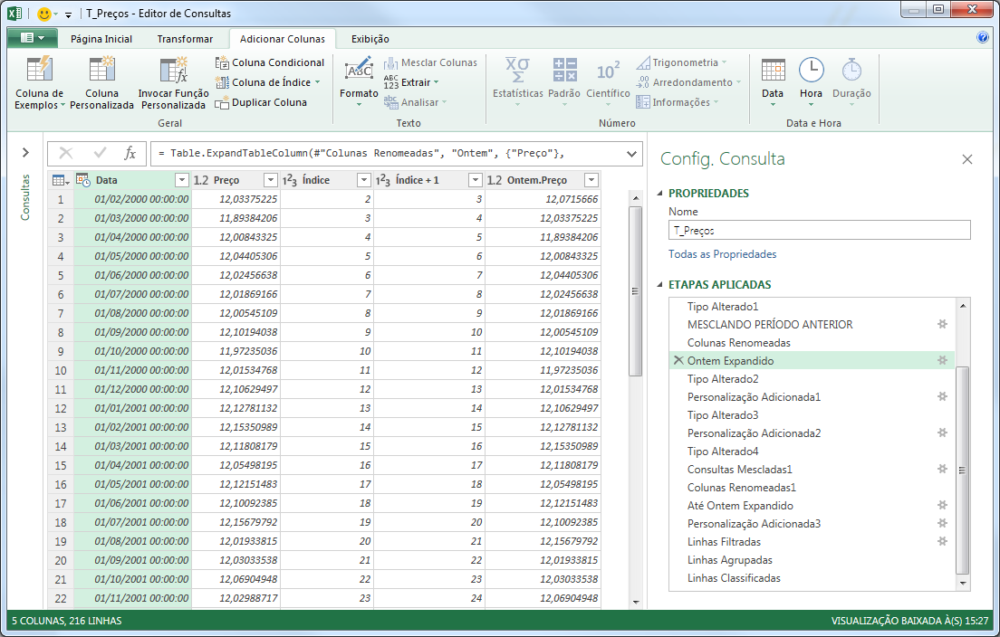 T_Preços - Editor de Consultas
Página Inicial Transformar Adicionar Colunas Exibição
Coluna de Exemplos
Coluna Personalizada
Invocar Função Personalizada
Coluna Condicional
Coluna de Índice
Duplicar Coluna
Geral
ABC
Formato
Mesclar Colunas
ABC 123 Extrair
abc Analisar
Texto
XΣσ
Estatísticas
Padrão
10²
Científico
Trigonometria
.00 Arredondamento
Informações
Número
Data
Hora
Duração
Data e Hora
Consultas
fx
= Table.ExpandTableColumn(#"Colunas Renomeadas", "Ontem", {"Preço"},
Data 1.2 Preço 1²3 Índice 1²3 Índice + 1 1.2 Ontem.Preço
1 01/02/2000 00:00:00 12,03375225 2 3 12,0715666
2 01/03/2000 00:00:00 11,89384206 3 4 12,03375225
3 01/04/2000 00:00:00 12,00843325 4 5 11,89384206
4 01/05/2000 00:00:00 12,04405306 5 6 12,00843325
5 01/06/2000 00:00:00 12,02456638 6 7 12,04405306
6 01/07/2000 00:00:00 12,01869166 7 8 12,02456638
7 01/08/2000 00:00:00 12,00545109 8 9 12,01869166
8 01/09/2000 00:00:00 12,10194038 9 10 12,00545109
9 01/10/2000 00:00:00 11,97235036 10 11 12,10194038
10 01/11/2000 00:00:00 12,01534768 11 12 11,97235036
11 01/12/2000 00:00:00 12,10629497 12 13 12,01534768
12 01/01/2001 00:00:00 12,12781132 13 14 12,10629497
13 01/02/2001 00:00:00 12,15350989 14 15 12,12781132
14 01/03/2001 00:00:00 12,11808179 15 16 12,15350989
15 01/04/2001 00:00:00 12,05498195 16 17 12,11808179
16 01/05/2001 00:00:00 12,12151483 17 18 12,05498195
17 01/06/2001 00:00:00 12,10092385 18 19 12,12151483
18 01/07/2001 00:00:00 12,15679792 19 20 12,10092385
19 01/08/2001 00:00:00 12,01933815 20 21 12,15679792
20 01/09/2001 00:00:00 12,03033538 21 22 12,01933815
21 01/10/2001 00:00:00 12,06904948 22 23 12,03033538
22 01/11/2001 00:00:00 12,02988717 23 24 12,06904948
Config. Consulta
PROPRIEDADES
Nome
T_Preços
Todas as Propriedades
ETAPAS APLICADAS
Tipo Alterado1
MESCLANDO PERÍODO ANTERIOR
Colunas Renomeadas
Ontem Expandido
Tipo Alterado2
Personalização Adicionada1
Tipo Alterado3
Personalização Adicionada2
Tipo Alterado4
Consultas Mescladas1
Colunas Renomeadas1
Até Ontem Expandido
Personalização Adicionada3
Linhas Filtradas
Linhas Agrupadas
Linhas Classificadas
5 COLUNAS, 216 LINHAS
VISUALIZAÇÃO BAIXADA À(S) 15:27